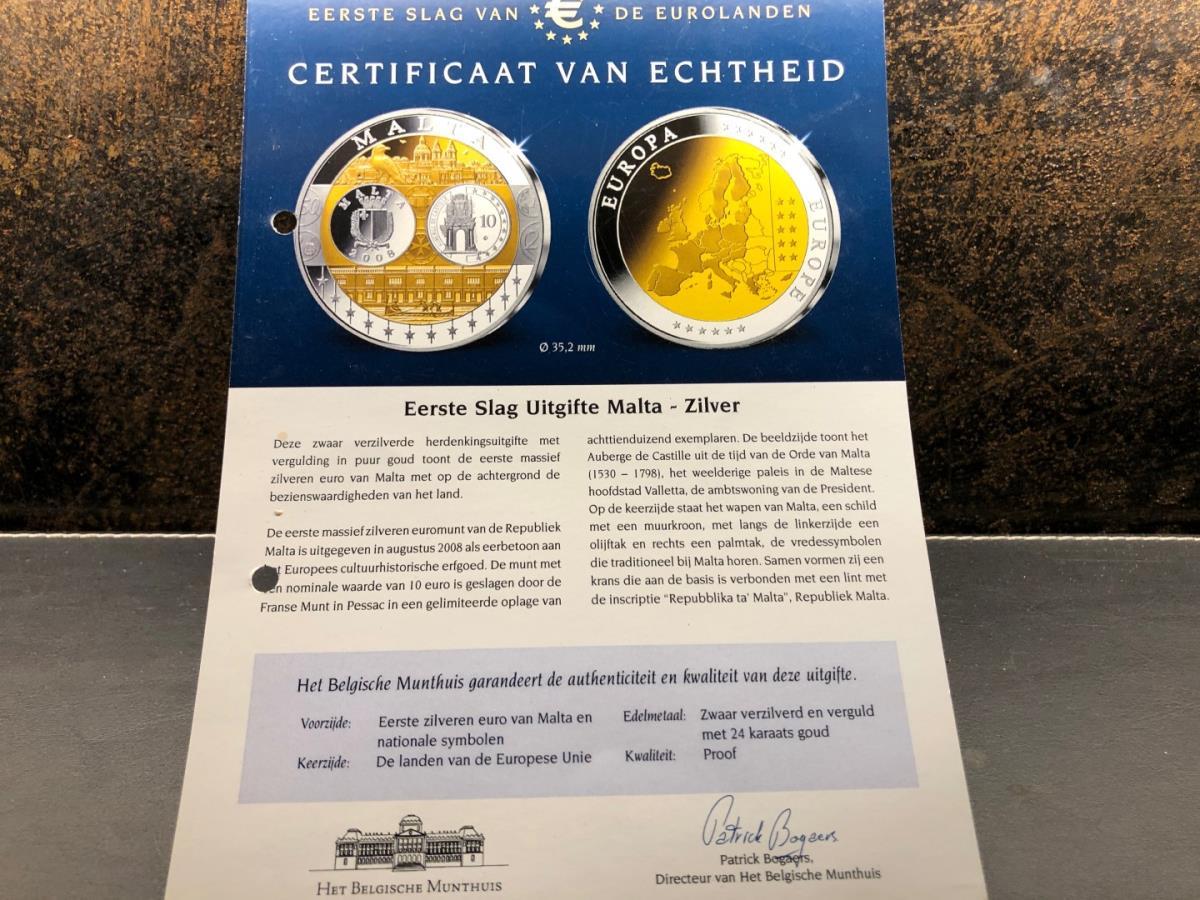 EERSTE SLAG VAN € DE EUROLANDEN
CERTIFICAAT VAN ECHTHEID
MALTA
MALTA
2008
10
EUROPA
EUROPE
Ø 35,2 mm
Eerste Slag Uitgifte Malta - Zilver
Deze zwaar verzilverde herdenkingsuitgifte met
vergulding in puur goud toont de eerste massief
zilveren euro van Malta met op de achtergrond de
bezienswaardigheden van het land.
De eerste massief zilveren euromunt van de Republiek
Malta is uitgegeven in augustus 2008 als eerbetoon aan
Europees cultuurhistorische erfgoed. De munt met
nominale waarde van 10 euro is geslagen door de
Franse Munt in Pessac in een gelimiteerde oplage van
achttienduizend exemplaren. De beeldzijde toont het
Auberge de Castille uit de tijd van de Orde van Malta
(1530 – 1798), het weelderige paleis in de Maltese
hoofdstad Valletta, de ambtswoning van de President.
Op de keerzijde staat het wapen van Malta, een schild
met een muurkroon, met langs de linkerzijde een
olijftak en rechts een palmtak, de vredessymbolen
die traditioneel bij Malta horen. Samen vormen zij een
krans die aan de basis is verbonden met een lint met
de inscriptie “Repubblika ta’ Malta”, Republiek Malta.
Het Belgische Munthuis garandeert de authenticiteit en kwaliteit van deze uitgifte.
Voorzijde: Eerste zilveren euro van Malta en
nationale symbolen
Keerzijde: De landen van de Europese Unie
Edelmetaal: Zwaar verzilverd en verguld
met 24 karaats goud
Kwaliteit: Proof
HET BELGISCHE MUNTHUIS
Patrick Bogaers
Patrick Bogaers,
Directeur van Het Belgische Munthuis